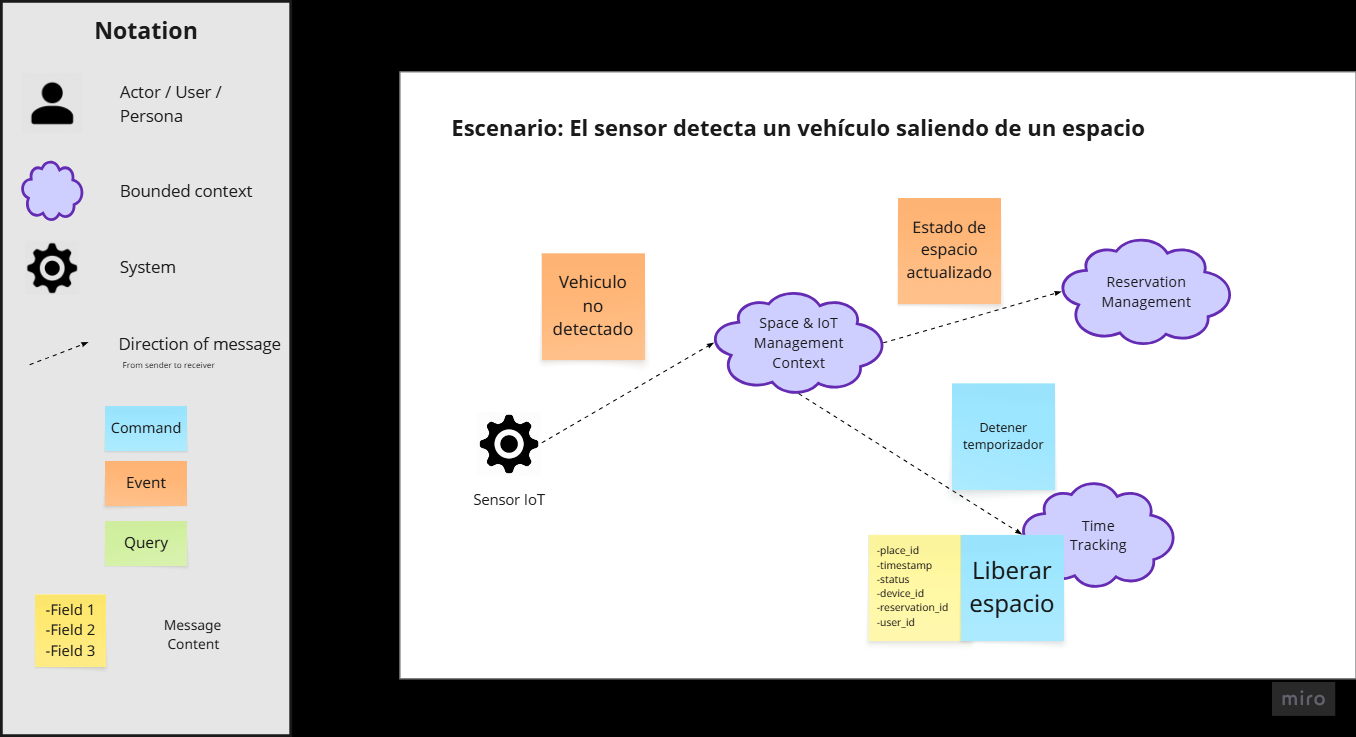 Notation
Actor / User /
Persona
Bounded context
System
Direction of message
From sender to receiver
Command
Event
Query
-Field 1
-Field 2
-Field 3
Message
Content
Escenario: El sensor detecta un vehículo saliendo de un espacio
Vehiculo
no
detectado
Sensor IoT
Space & IoT
Management
Context
Estado de
espacio
actualizado
Reservation
Management
Detener
temporizador
Time
Tracking
-place_id
-timestamp
-status
-device_id
-reservation_id
-user_id
Liberar
espacio
miro